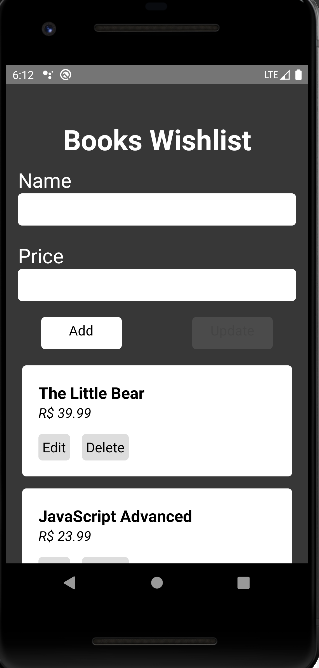 6:12 LTE
Books Wishlist
Name
Price
Add Update
The Little Bear
R$ 39.99
Edit Delete
JavaScript Advanced
R$ 23.99